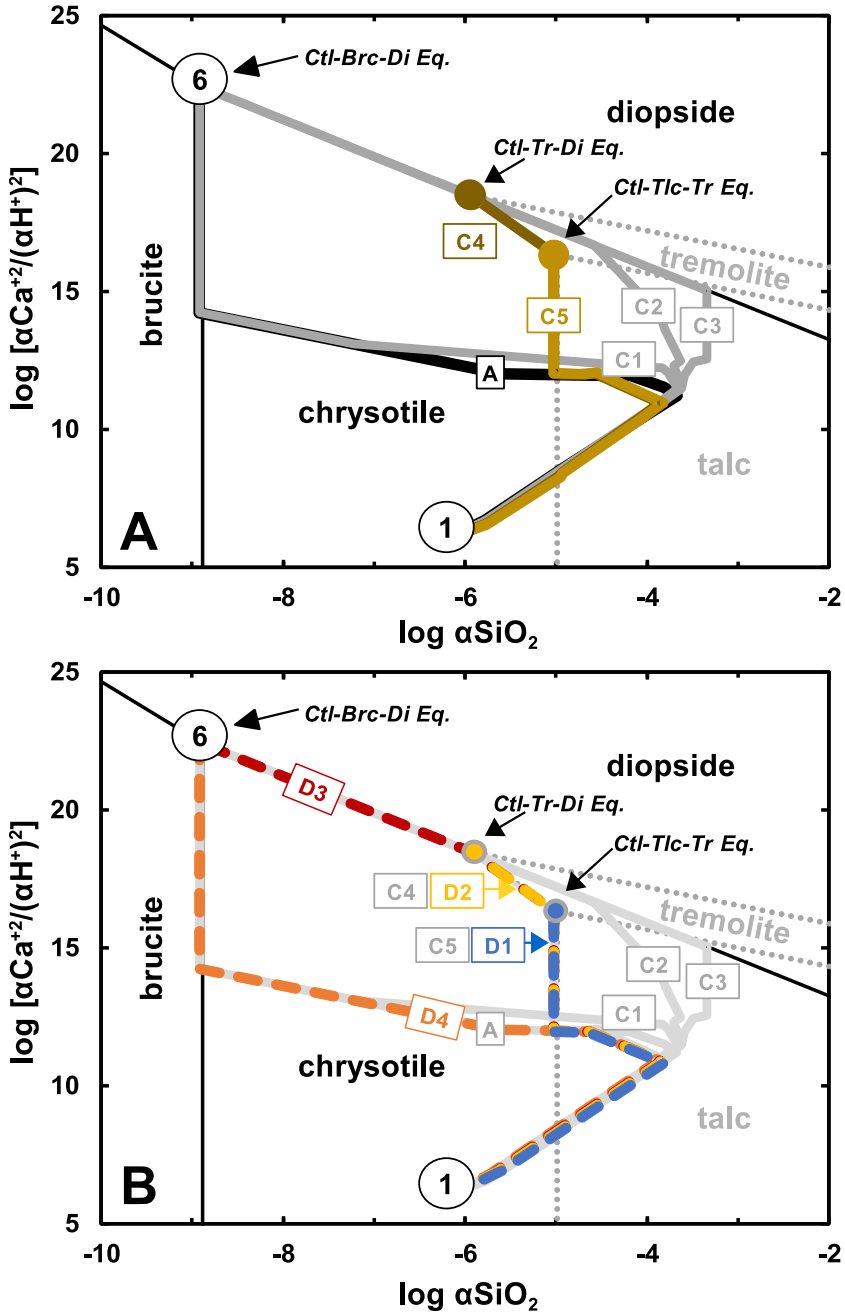 25
6
Ctl-Brc-Di Eq.
diopside
20
Ctl-Tr-Di Eq.
Ctl-Tlc-Tr Eq.
C4
tremolite
log [αCa⁺²/(αH⁺)²]
brucite
15
C5
C2
C3
C1
A
chrysotile
10
talc
1
A
5
-10
-8
-6
-4
-2
log αSiO₂
25
6
Ctl-Brc-Di Eq.
diopside
D3
20
Ctl-Tr-Di Eq.
Ctl-Tlc-Tr Eq.
C4
D2
tremolite
log [αCa⁺²/(αH⁺)²]
brucite
15
C5
D1
C2
C3
C1
D4
A
chrysotile
10
talc
1
B
5
-10
-8
-6
-4
-2
log αSiO₂